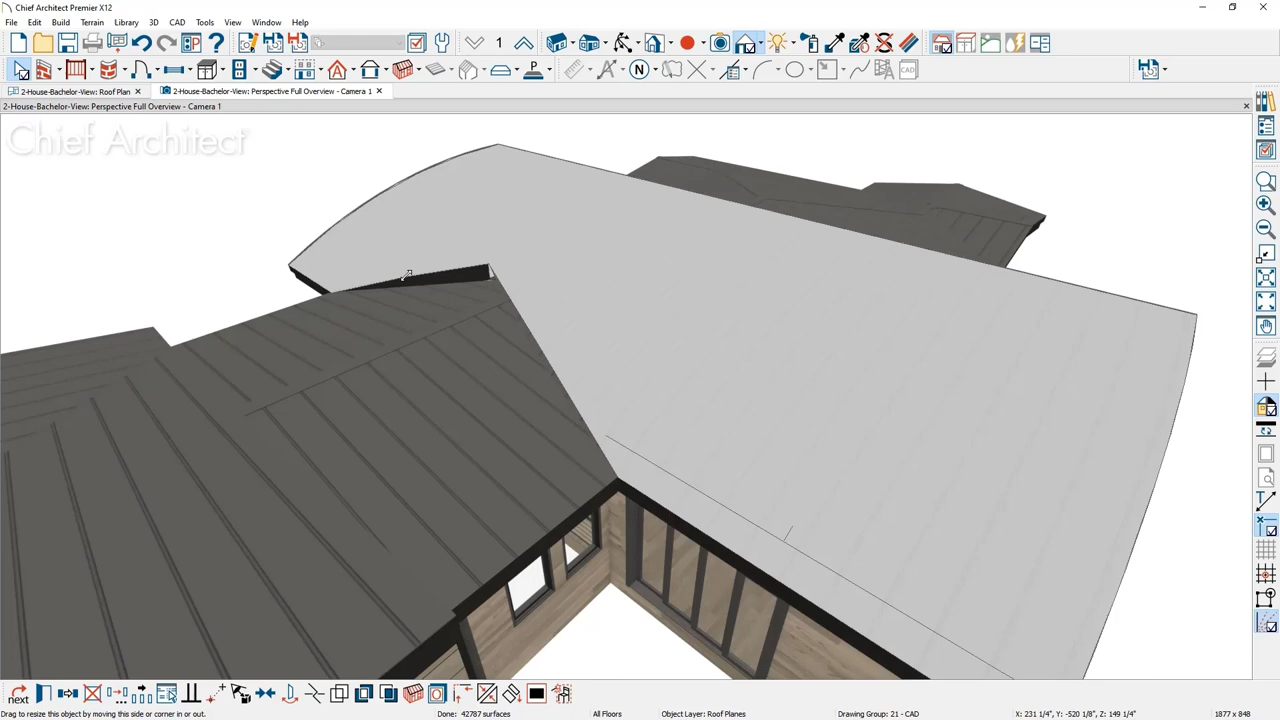 Chief Architect Premier X12
File Edit Build Terrain Library 3D CAD Tools View Window Help
1
N P A CAD
2-House-Bachelor-View: Roof Plan 2-House-Bachelor-View: Perspective Full Overview - Camera 1
2-House-Bachelor-View: Perspective Full Overview - Camera 1
Chief Architect
next
Drag to resize this object by moving this side or corner in or out. Done: 42787 surfaces All Floors Object Layer: Roof Planes Drawing Group: 21 - CAD X: 231 1/4", Y: -520 1/8", Z: 149 1/4" 1877 x 848